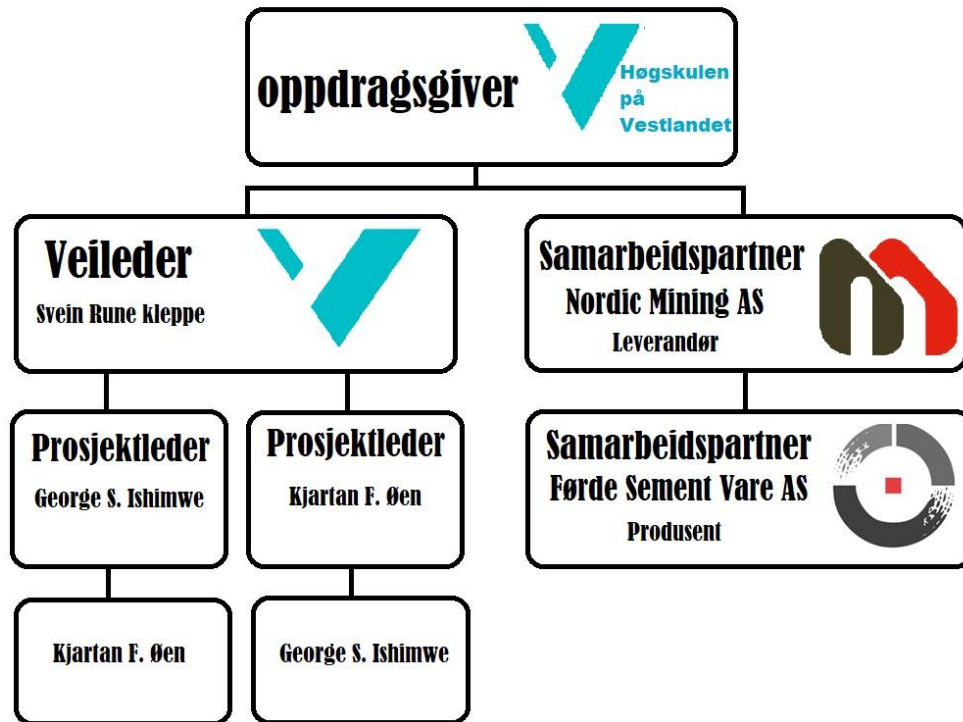 oppdragsgiver
Høgskulen
på
Vestlandet
Veileder
Svein Rune kleppe
Samarbeidspartner
Nordic Mining AS
Leverandør
Prosjektleder
George S. Ishimwe
Prosjektleder
Kjartan F. Øen
Samarbeidspartner
Førde Sement Vare AS
Produsent
Kjartan F. Øen
George S. Ishimwe